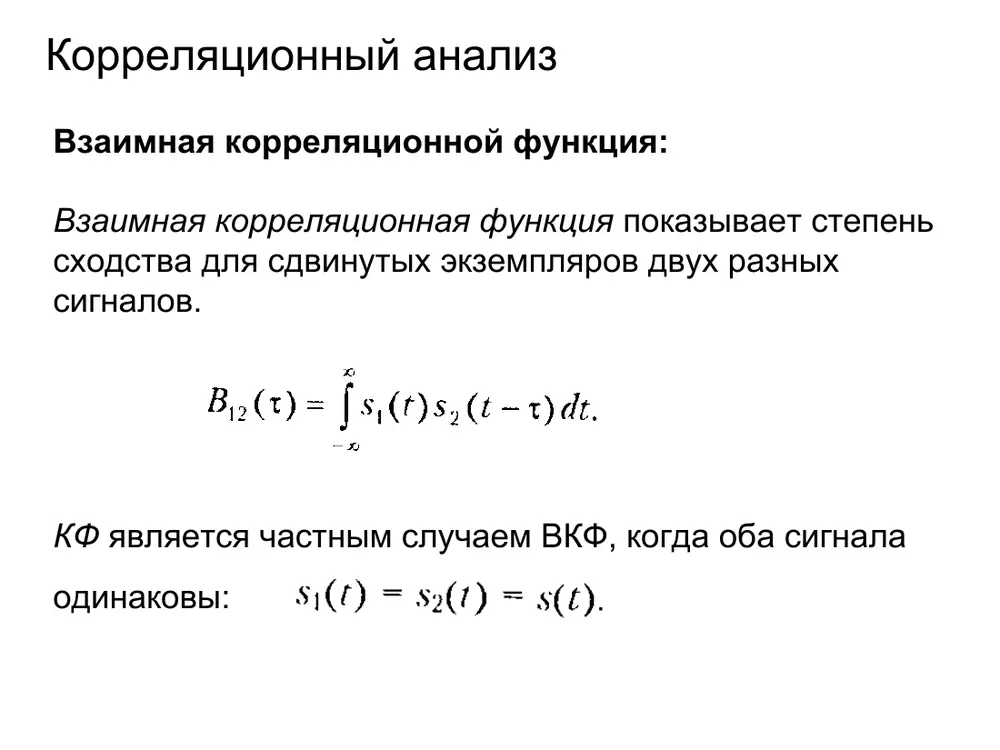 Корреляционный анализ
Взаимная корреляционной функция:
Взаимная корреляционная функция показывает степень
сходства для сдвинутых экземпляров двух разных
сигналов.
B₁₂(τ) = ∫_{-∞}^{∞} s₁(t) s₂(t − τ) dt.
КФ является частным случаем ВКФ, когда оба сигнала
одинаковы: s₁(t) = s₂(t) = s(t).